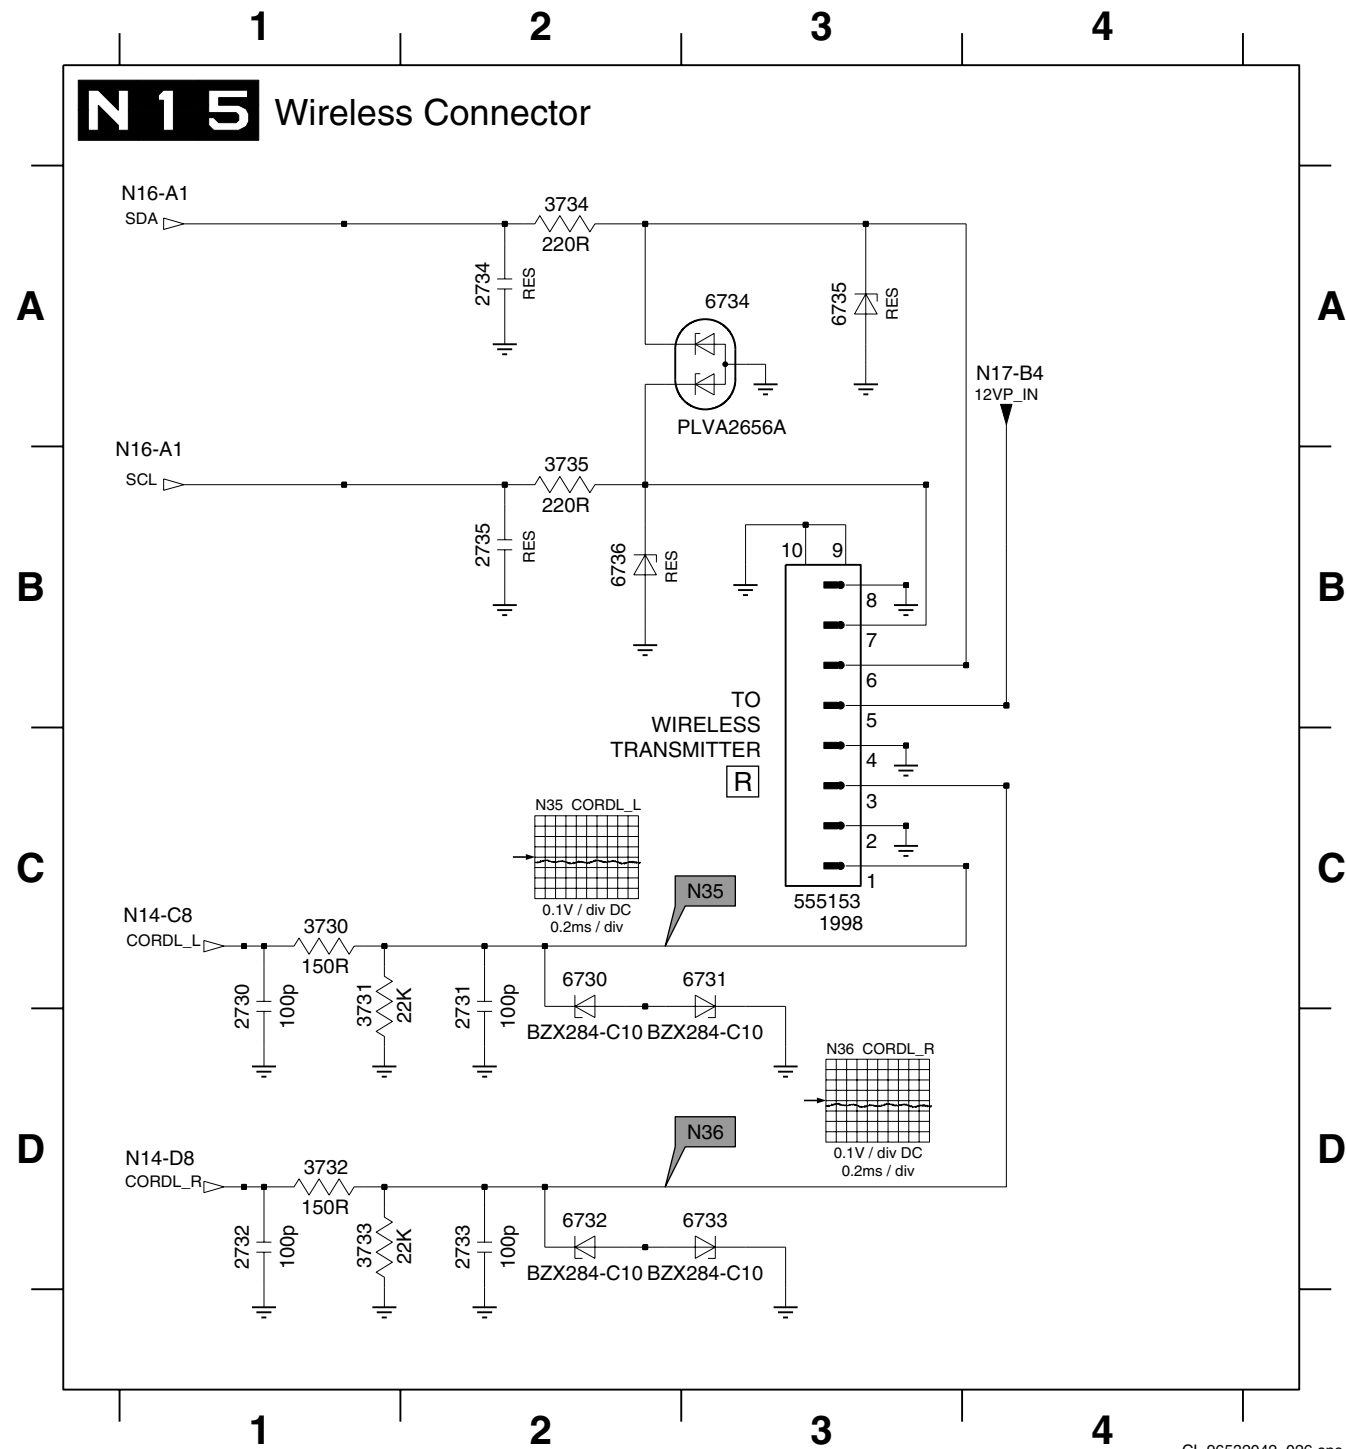 1 2 3 4
N15 Wireless Connector
N16-A1
SDA
3734
220R
2734
RES
6734
6735
RES
A
A
N17-B4
12VP_IN
PLVA2656A
N16-A1
SCL
3735
220R
2735
RES
6736
RES
10 9
8
B
B
7
6
TO
WIRELESS
TRANSMITTER
R
5
4
3
N35 CORDL_L
2
C
C
1
N35
555153
1998
0.1V / div DC
0.2ms / div
N14-C8
CORDL_L
3730
150R
2730
100p
3731
22K
2731
100p
6730
6731
BZX284-C10 BZX284-C10
N36 CORDL_R
N36
D
D
0.1V / div DC
0.2ms / div
N14-D8
CORDL_R
3732
150R
2732
100p
3733
22K
2733
100p
6732
6733
BZX284-C10 BZX284-C10
1 2 3 4